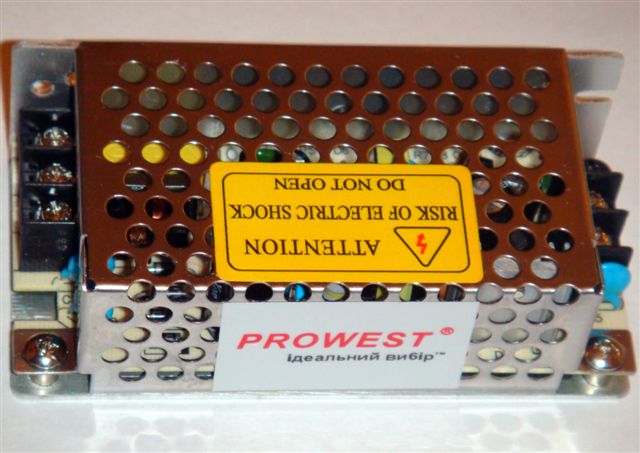 ATTENTION
RISK OF ELECTRIC SHOCK
DO NOT OPEN
PROWEST®
ідеальний вибір™